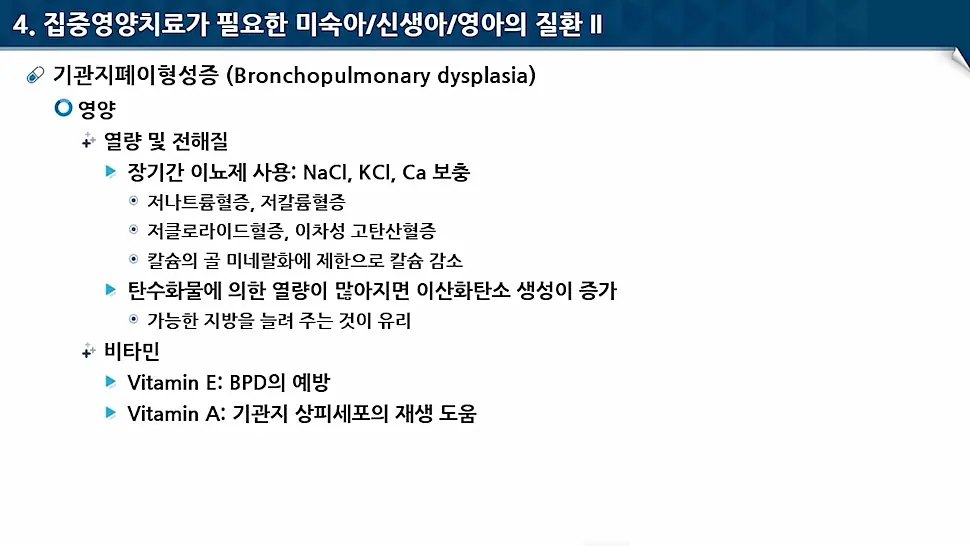 4. 집중영양치료가 필요한 미숙아/신생아/영아의 질환 II
기관지폐이형성증 (Bronchopulmonary dysplasia)
영양
열량 및 전해질
장기간 이뇨제 사용: NaCl, KCl, Ca 보충
저나트륨혈증, 저칼륨혈증
저클로라이드혈증, 이차성 고탄산혈증
칼슘의 골 미네랄화에 제한으로 칼슘 감소
탄수화물에 의한 열량이 많아지면 이산화탄소 생성이 증가
가능한 지방을 늘려 주는 것이 유리
비타민
Vitamin E: BPD의 예방
Vitamin A: 기관지 상피세포의 재생 도움